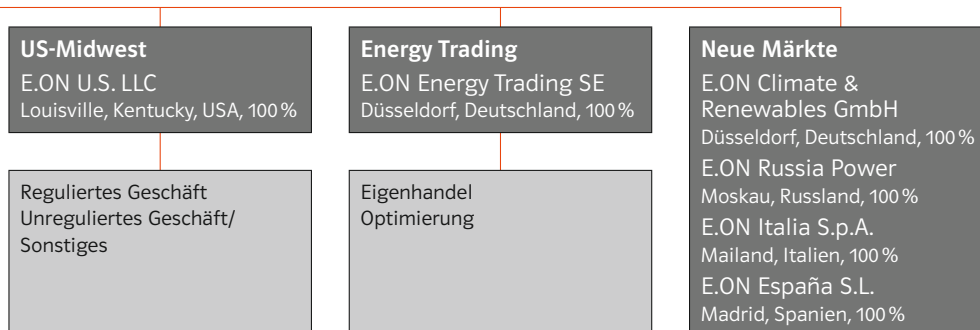 US-Midwest
E.ON U.S. LLC
Louisville, Kentucky, USA, 100 %
Reguliertes Geschäft
Unreguliertes Geschäft/
Sonstiges
Energy Trading
E.ON Energy Trading SE
Düsseldorf, Deutschland, 100 %
Eigenhandel
Optimierung
Neue Märkte
E.ON Climate &
Renewables GmbH
Düsseldorf, Deutschland, 100 %
E.ON Russia Power
Moskau, Russland, 100 %
E.ON Italia S.p.A.
Mailand, Italien, 100 %
E.ON España S.L.
Madrid, Spanien, 100 %